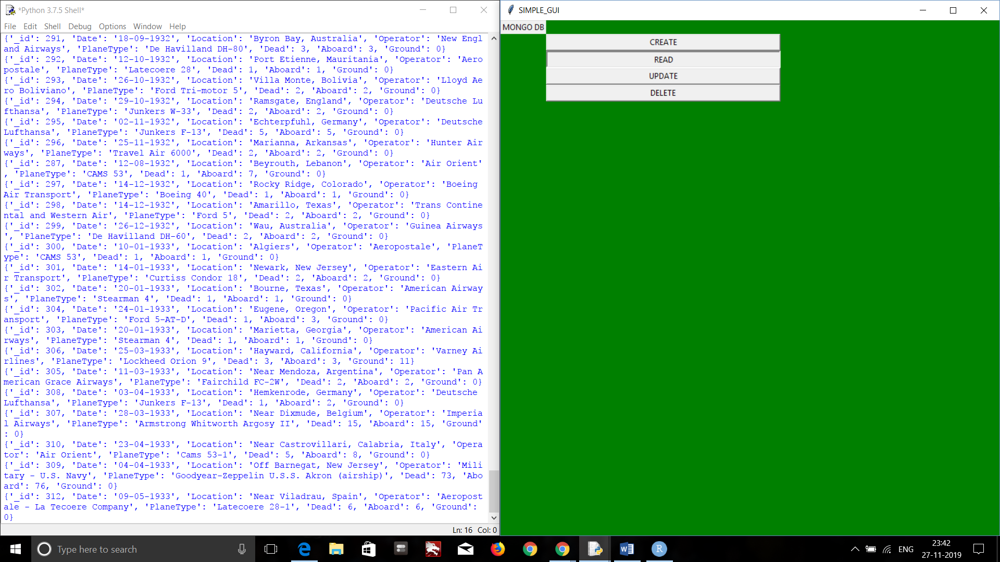 *Python 3.7.5 Shell*
File Edit Shell Debug Options Window Help
{'_id': 291, 'Date': '18-09-1932', 'Location': 'Byron Bay, Australia', 'Operator': 'New Engl
and Airways', 'PlaneType': 'De Havilland DH-80', 'Dead': 3, 'Aboard': 3, 'Ground': 0}
{'_id': 292, 'Date': '12-10-1932', 'Location': 'Port Etienne, Mauritania', 'Operator': 'Aero
postale', 'PlaneType': 'Latecoere 28', 'Dead': 1, 'Aboard': 1, 'Ground': 0}
{'_id': 293, 'Date': '26-10-1932', 'Location': 'Villa Monte, Bolivia', 'Operator': 'Lloyd Ae
ro Boliviano', 'PlaneType': 'Ford Tri-motor 5', 'Dead': 2, 'Aboard': 2, 'Ground': 0}
{'_id': 294, 'Date': '29-10-1932', 'Location': 'Ramsgate, England', 'Operator': 'Deutsche Lu
fthansa', 'PlaneType': 'Junkers W-33', 'Dead': 2, 'Aboard': 2, 'Ground': 0}
{'_id': 295, 'Date': '02-11-1932', 'Location': 'Echterpfuhl, Germany', 'Operator': 'Deutsche
Lufthansa', 'PlaneType': 'Junkers F-13', 'Dead': 5, 'Aboard': 5, 'Ground': 0}
{'_id': 296, 'Date': '25-11-1932', 'Location': 'Marianna, Arkansas', 'Operator': 'Hunter Air
ways', 'PlaneType': 'Travel Air 6000', 'Dead': 2, 'Aboard': 2, 'Ground': 0}
{'_id': 287, 'Date': '12-08-1932', 'Location': 'Beyrouth, Lebanon', 'Operator': 'Air Orient'
, 'PlaneType': 'CAMS 53', 'Dead': 1, 'Aboard': 7, 'Ground': 0}
{'_id': 297, 'Date': '14-12-1932', 'Location': 'Rocky Ridge, Colorado', 'Operator': 'Boeing
Air Transport', 'PlaneType': 'Boeing 40', 'Dead': 1, 'Aboard': 1, 'Ground': 0}
{'_id': 298, 'Date': '14-12-1932', 'Location': 'Amarillo, Texas', 'Operator': 'Trans Contine
ntal and Western Air', 'PlaneType': 'Ford 5', 'Dead': 2, 'Aboard': 2, 'Ground': 0}
{'_id': 299, 'Date': '26-12-1932', 'Location': 'Wau, Australia', 'Operator': 'Guinea Airways
', 'PlaneType': 'De Havilland DH-60', 'Dead': 2, 'Aboard': 2, 'Ground': 0}
{'_id': 300, 'Date': '10-01-1933', 'Location': 'Algiers', 'Operator': 'Aeropostale', 'PlaneT
ype': 'CAMS 53', 'Dead': 1, 'Aboard': 1, 'Ground': 0}
{'_id': 301, 'Date': '14-01-1933', 'Location': 'Newark, New Jersey', 'Operator': 'Eastern Ai
r Transport', 'PlaneType': 'Curtiss Condor 18', 'Dead': 2, 'Aboard': 2, 'Ground': 0}
{'_id': 302, 'Date': '20-01-1933', 'Location': 'Bourne, Texas', 'Operator': 'American Airway
s', 'PlaneType': 'Stearman 4', 'Dead': 1, 'Aboard': 1, 'Ground': 0}
{'_id': 304, 'Date': '24-01-1933', 'Location': 'Eugene, Oregon', 'Operator': 'Pacific Air Tr
ansport', 'PlaneType': 'Ford 5-AT-D', 'Dead': 1, 'Aboard': 3, 'Ground': 0}
{'_id': 303, 'Date': '20-01-1933', 'Location': 'Marietta, Georgia', 'Operator': 'American Ai
rways', 'PlaneType': 'Stearman 4', 'Dead': 1, 'Aboard': 1, 'Ground': 0}
{'_id': 306, 'Date': '25-03-1933', 'Location': 'Hayward, California', 'Operator': 'Varney Ai
rlines', 'PlaneType': 'Lockheed Orion 9', 'Dead': 3, 'Aboard': 3, 'Ground': 11}
{'_id': 305, 'Date': '11-03-1933', 'Location': 'Near Mendoza, Argentina', 'Operator': 'Pan A
merican Grace Airways', 'PlaneType': 'Fairchild FC-2W', 'Dead': 2, 'Aboard': 2, 'Ground': 0}
{'_id': 308, 'Date': '03-04-1933', 'Location': 'Hemkenrode, Germany', 'Operator': 'Deutsche
Lufthansa', 'PlaneType': 'Junkers F-13', 'Dead': 1, 'Aboard': 2, 'Ground': 0}
{'_id': 307, 'Date': '28-03-1933', 'Location': 'Near Dixmude, Belgium', 'Operator': 'Imperia
l Airways', 'PlaneType': 'Armstrong Whitworth Argosy II', 'Dead': 15, 'Aboard': 15, 'Ground'
: 0}
{'_id': 310, 'Date': '23-04-1933', 'Location': 'Near Castrovillari, Calabria, Italy', 'Opera
tor': 'Air Orient', 'PlaneType': 'Cams 53-1', 'Dead': 5, 'Aboard': 8, 'Ground': 0}
{'_id': 309, 'Date': '04-04-1933', 'Location': 'Off Barnegat, New Jersey', 'Operator': 'Mili
tary - U.S. Navy', 'PlaneType': 'Goodyear-Zeppelin U.S.S. Akron (airship)', 'Dead': 73, 'Abo
ard': 76, 'Ground': 0}
{'_id': 312, 'Date': '09-05-1933', 'Location': 'Near Viladrau, Spain', 'Operator': 'Aeropost
ale - La Tecoere Company', 'PlaneType': 'Latecoere 28-1', 'Dead': 6, 'Aboard': 6, 'Ground':
0}
Ln: 16 Col: 0
SIMPLE_GUI
MONGO DB
CREATE
READ
UPDATE
DELETE
Type here to search
ENG
23:42
27-11-2019